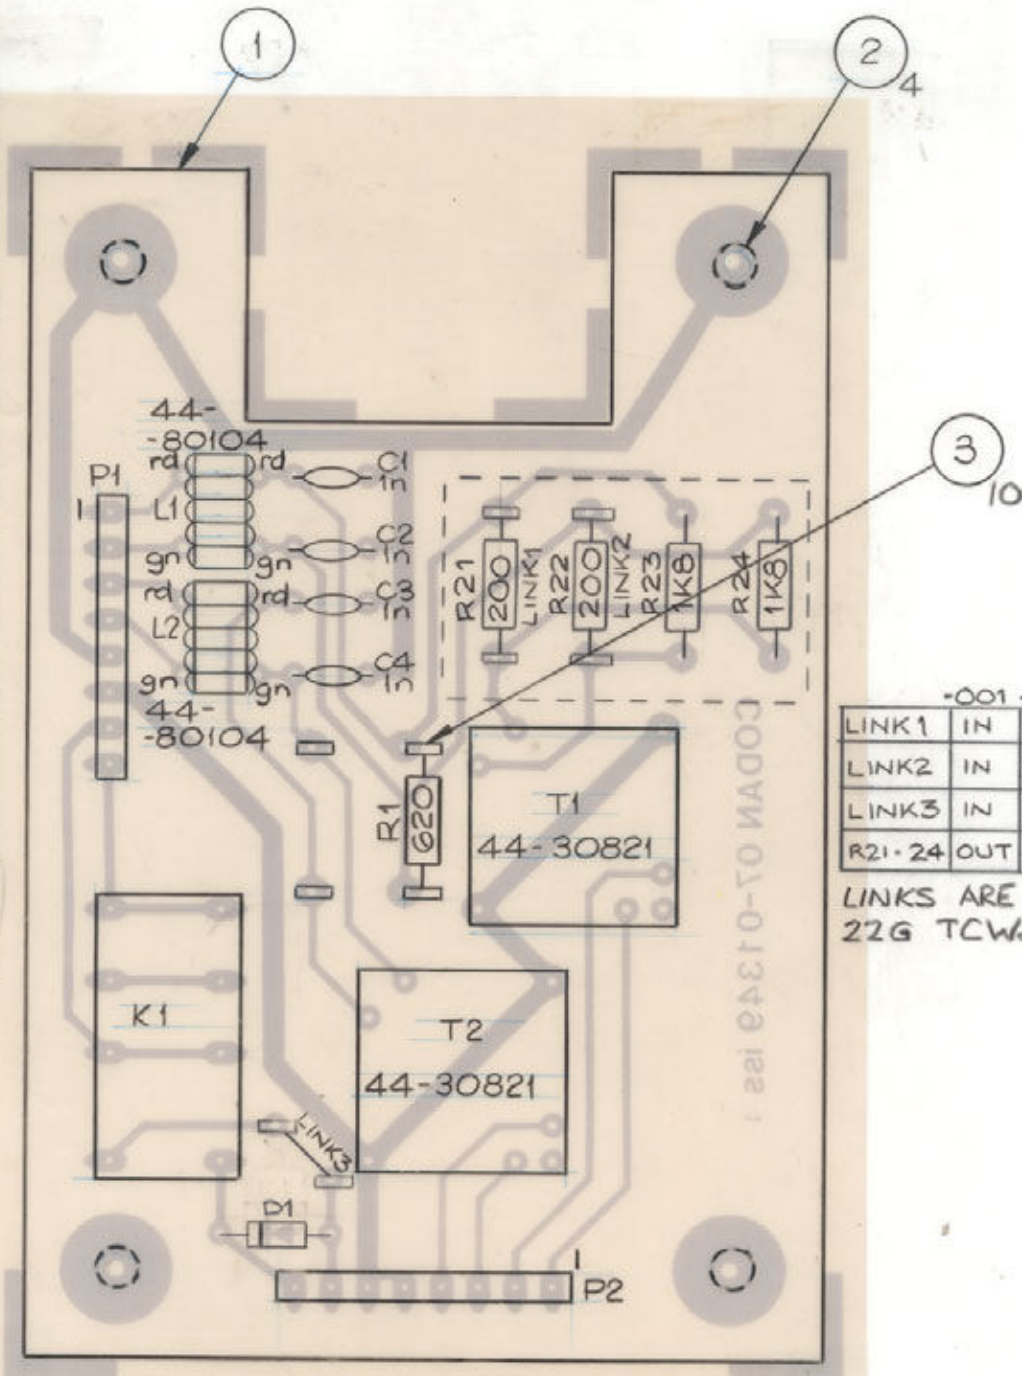 1
2
4
3
10
44-
-80104
rd rd
P1
1
L1
gn gn
rd rd
L2
gn gn
44-
-80104
C1
1n
C2
1n
C3
1n
C4
1n
R21
200
LINK1
R22
200
LINK2
R23
1K8
R24
1K8
R1
620
T1
44-30821
CODAN 07-01349 iss 1
-001
LINK1 IN
LINK2 IN
LINK3 IN
R21-24 OUT
LINKS ARE
22G TCW.
K1
T2
44-30821
LINK3
D1
1
P2